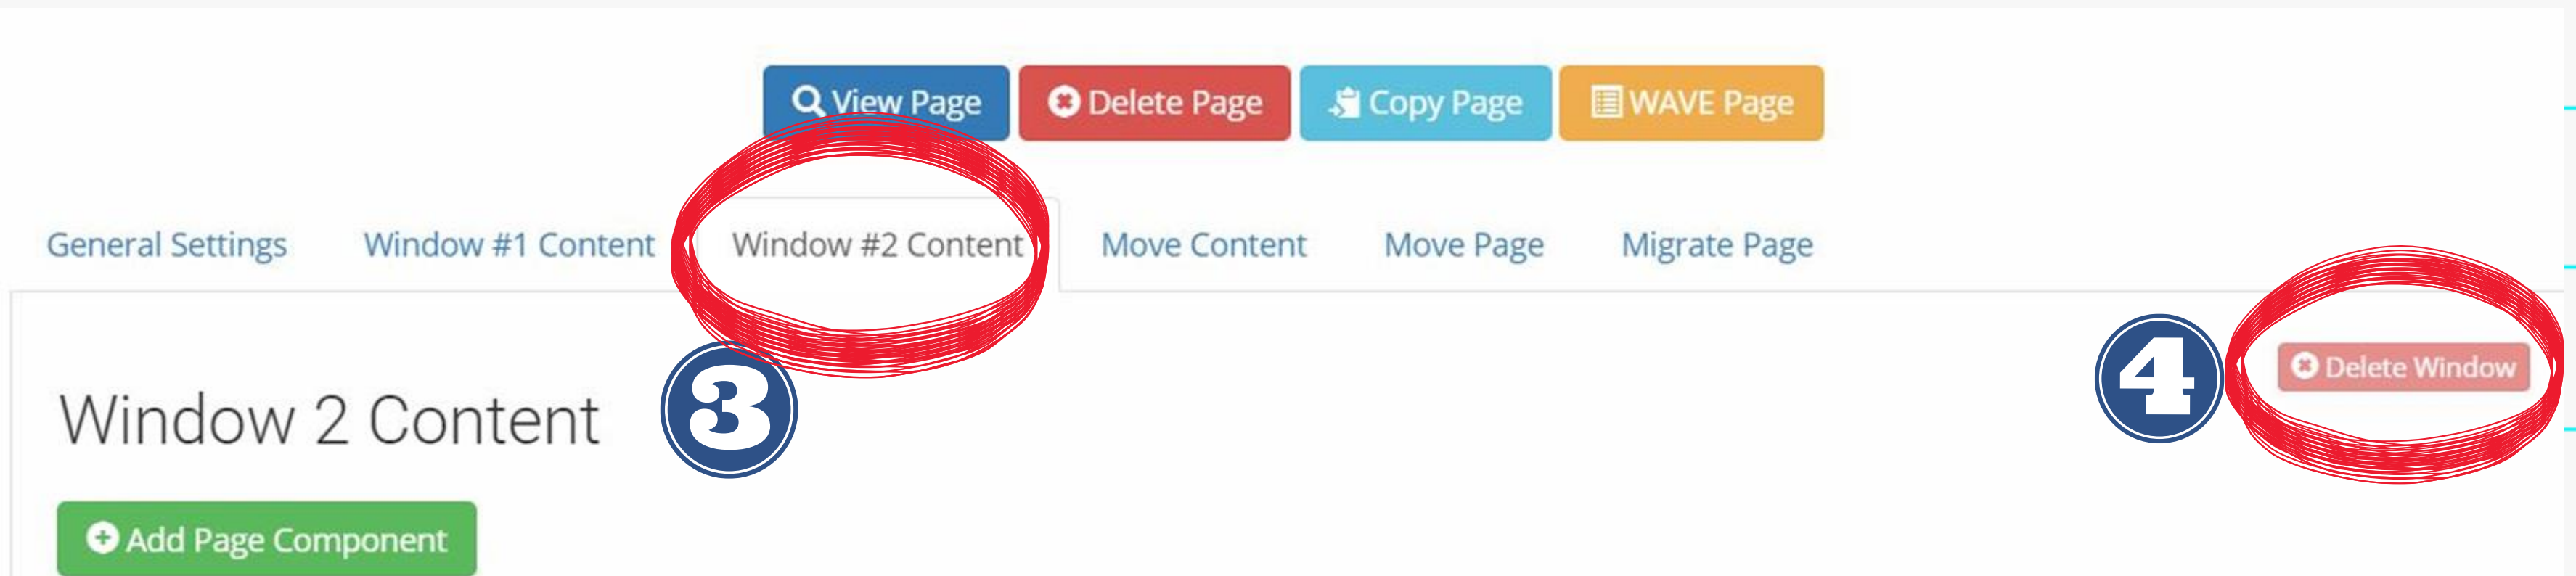 View Page Delete Page Copy Page WAVE Page
General Settings Window #1 Content Window #2 Content Move Content Move Page Migrate Page
4 Delete Window
Window 2 Content 3
Add Page Component